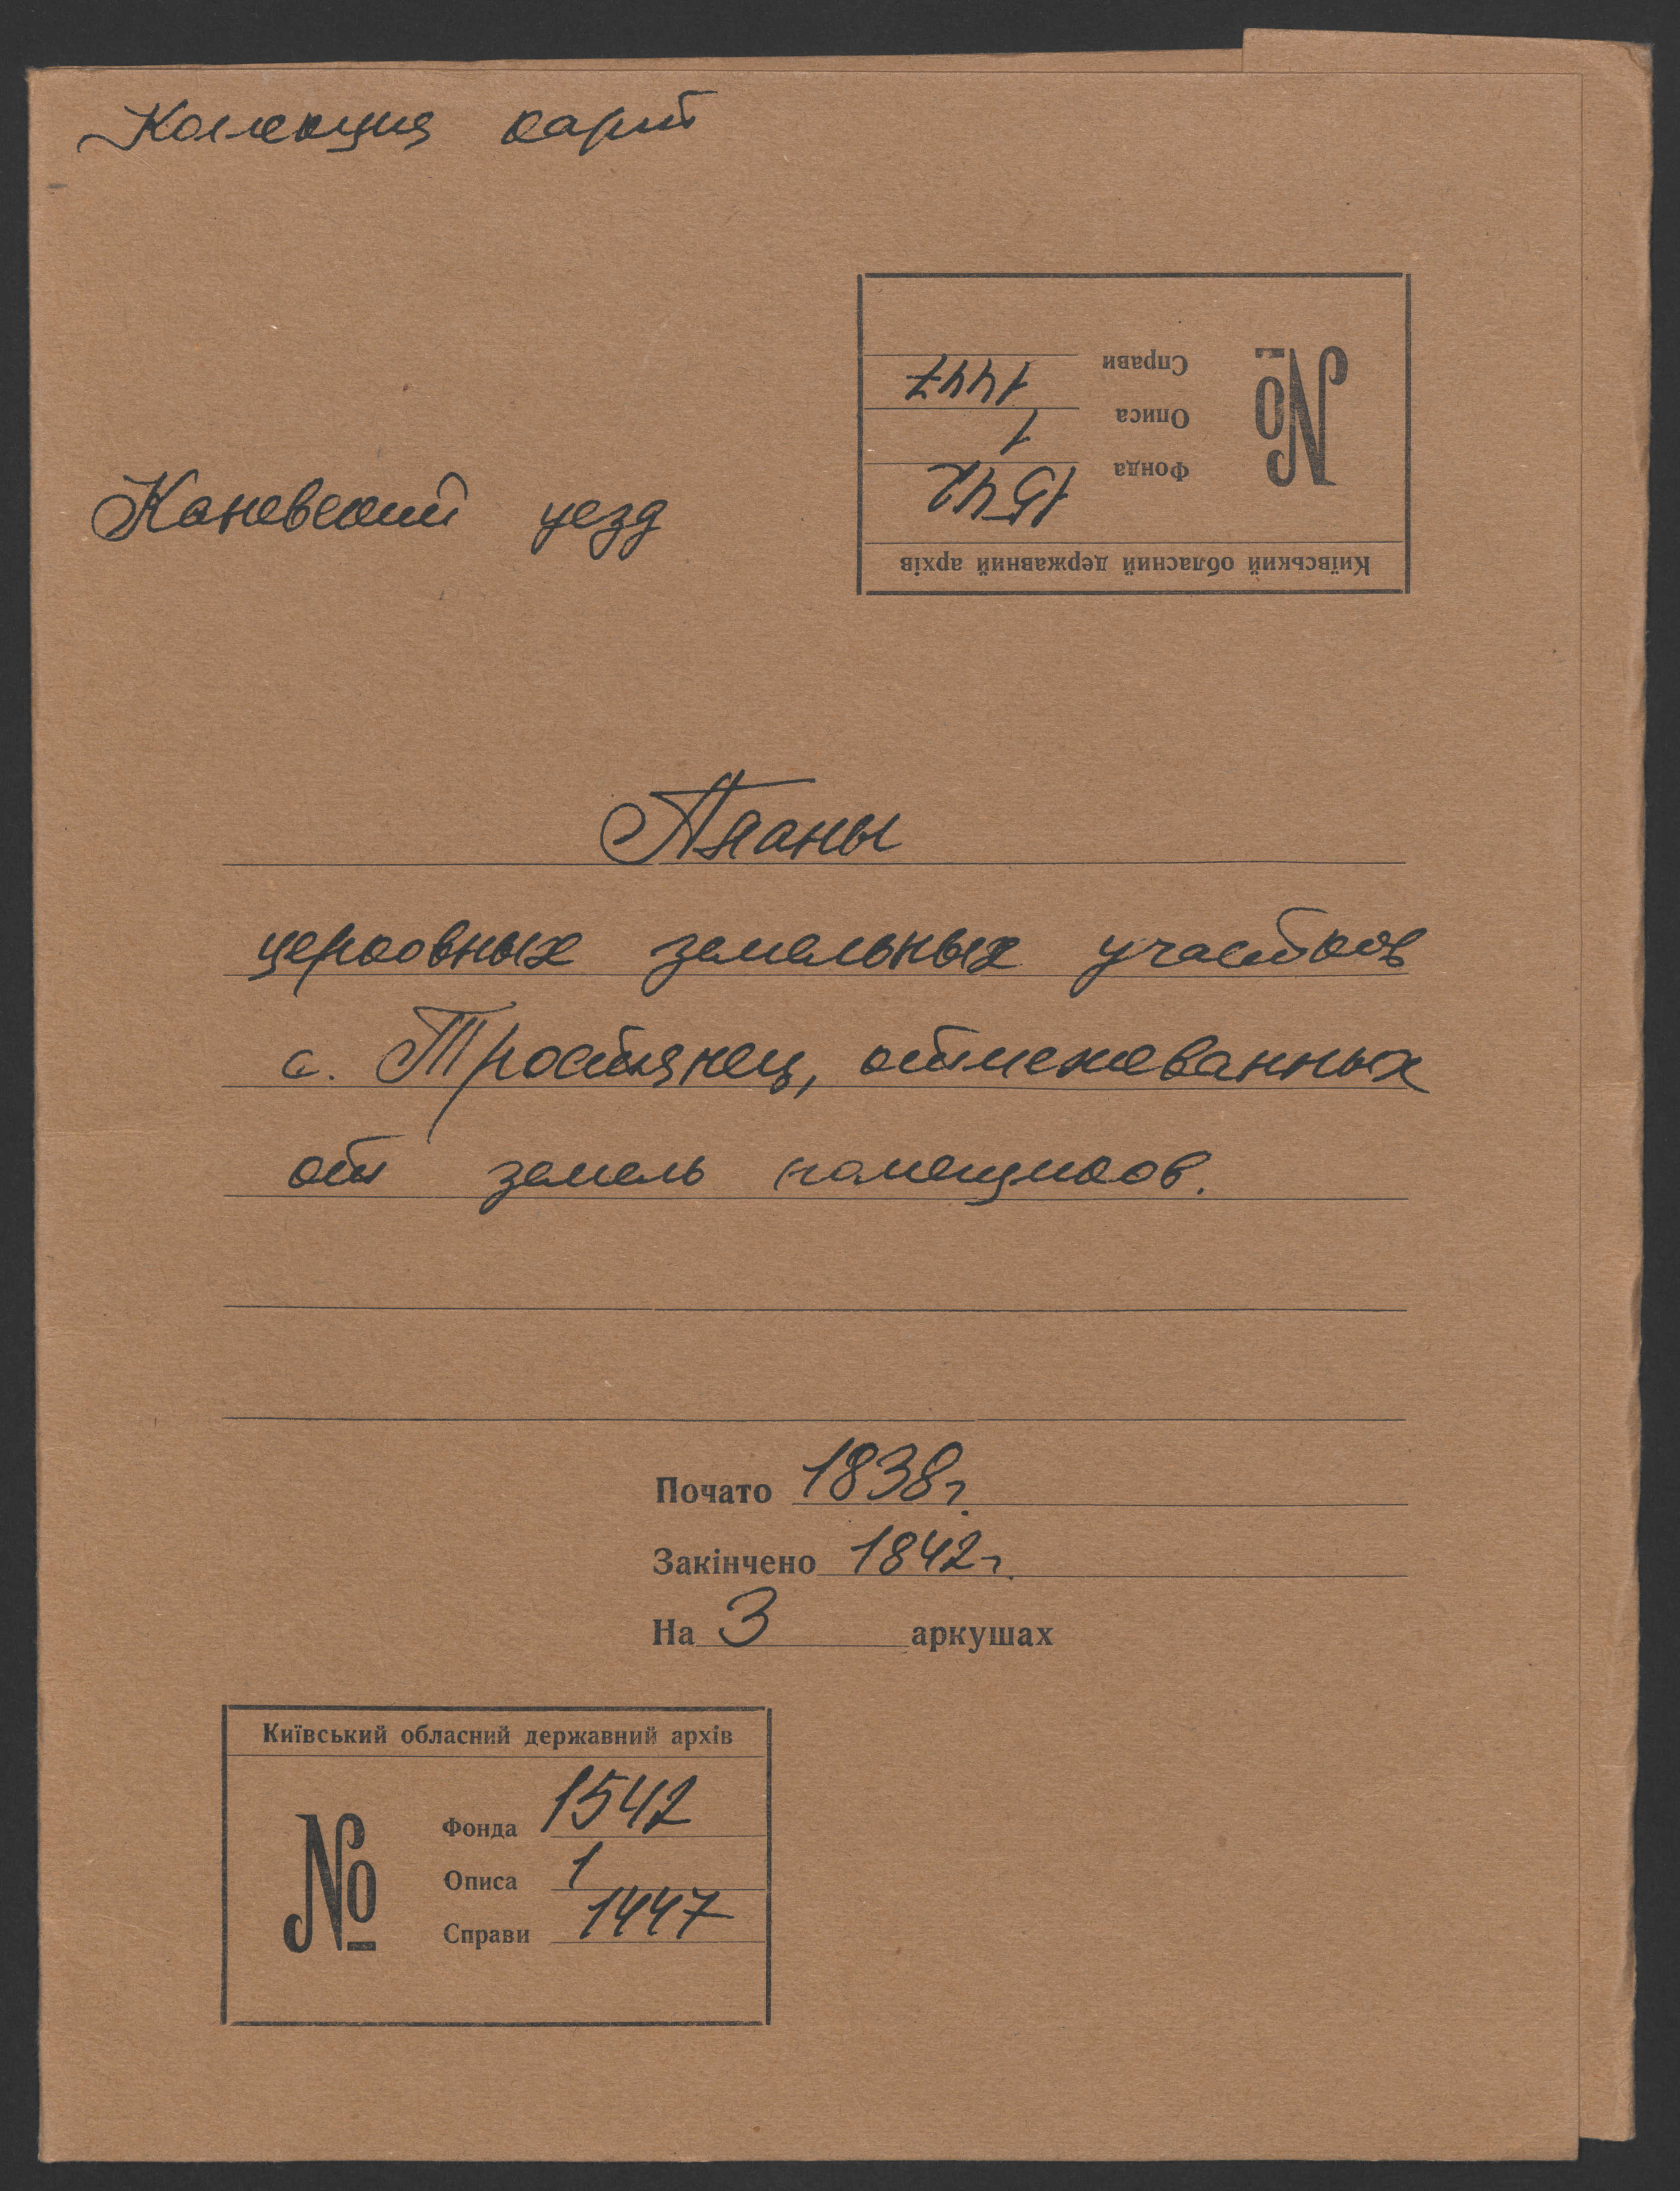 Коллекция карт
Справи 1447
Описа 1
Фонда 1542
№
Київський обласний державний архів
Каневский уезд
Планы
церковных земельных участков
с. Тростянец, отмежеванных
от земель помещиков.
Почато 1838г.
Закінчено 1842г.
На 3 аркушах
Київський обласний державний архів
№
Фонда 1542
Описа 1
Справи 1447